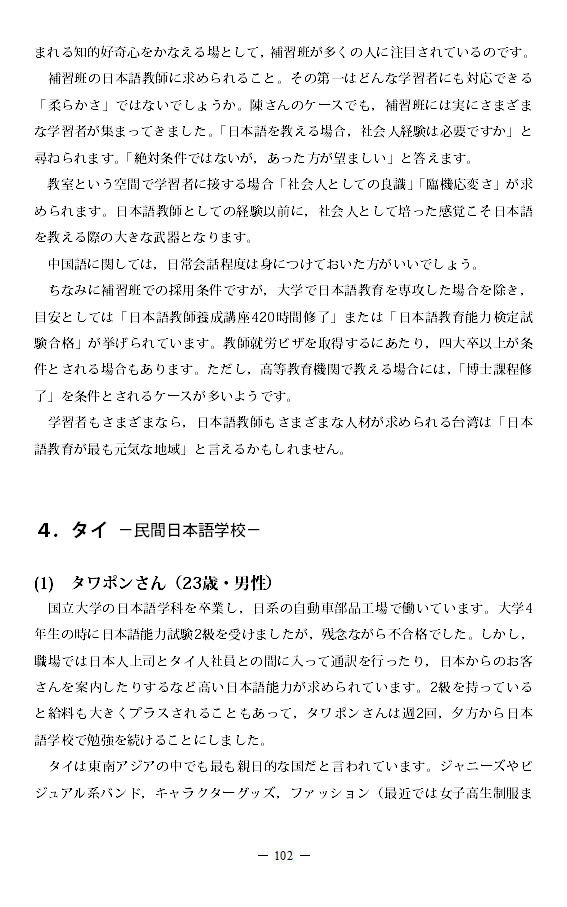 まれる知的好奇心をかなえる場として，補習班が多くの人に注目されているのです。
　補習班の日本語教師に求められること。その第一はどんな学習者にも対応できる
「柔らかさ」ではないでしょうか。陳さんのケースでも，補習班には実にさまざま
な学習者が集まってきました。「日本語を教える場合，社会人経験は必要ですか」と
尋ねられます。「絶対条件ではないが，あった方が望ましい」と答えます。
　教室という空間で学習者に接する場合「社会人としての良識」「臨機応変さ」が求
められます。日本語教師としての経験以前に，社会人として培った感覚こそ日本語
を教える際の大きな武器となります。
　中国語に関しては，日常会話程度は身につけておいた方がいいでしょう。
　ちなみに補習班での採用条件ですが，大学で日本語教育を専攻した場合を除き，
目安としては「日本語教師養成講座420時間修了」または「日本語教育能力検定試
験合格」が挙げられています。教師就労ビザを取得するにあたり，四大卒以上が条
件とされる場合もあります。ただし，高等教育機関で教える場合には，「博士課程修
了」を条件とされるケースが多いようです。
　学習者もさまざまなら，日本語教師もさまざまな人材が求められる台湾は「日本
語教育が最も元気な地域」と言えるかもしれません。
４．タイ －民間日本語学校－
(1)　タワポンさん（23歳・男性）
　国立大学の日本語学科を卒業し，日系の自動車部品工場で働いています。大学4
年生の時に日本語能力試験2級を受けましたが，残念ながら不合格でした。しかし，
職場では日本人上司とタイ人社員との間に入って通訳を行ったり，日本からのお客
さんを案内したりするなど高い日本語能力が求められています。2級を持っている
と給料も大きくプラスされることもあって，タワポンさんは週2回，夕方から日本
語学校で勉強を続けることにしました。
　タイは東南アジアの中でも最も親日的な国だと言われています。ジャニーズやビ
ジュアル系バンド，キャラクターグッズ，ファッション（最近では女子高生制服ま
－ 102 －